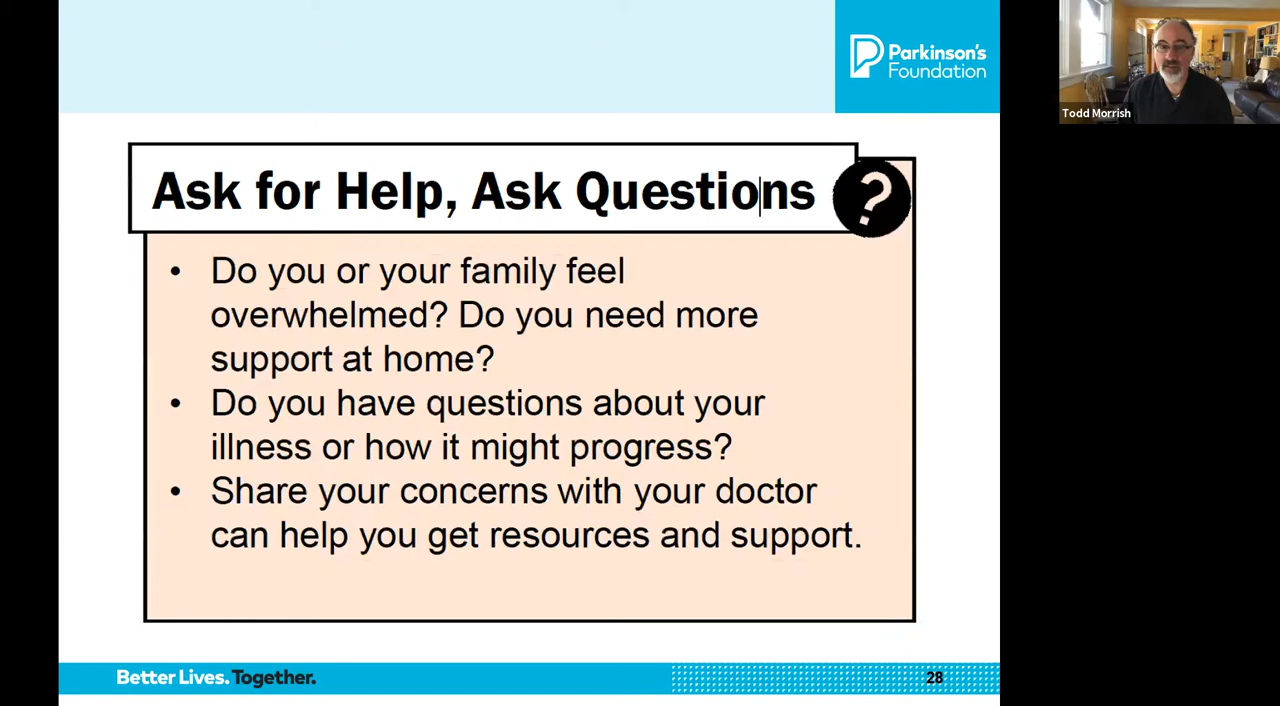 Parkinson's
Foundation
Todd Morrish
Ask for Help, Ask Questions
?
• Do you or your family feel
overwhelmed? Do you need more
support at home?
• Do you have questions about your
illness or how it might progress?
• Share your concerns with your doctor
can help you get resources and support.
Better Lives. Together.
28